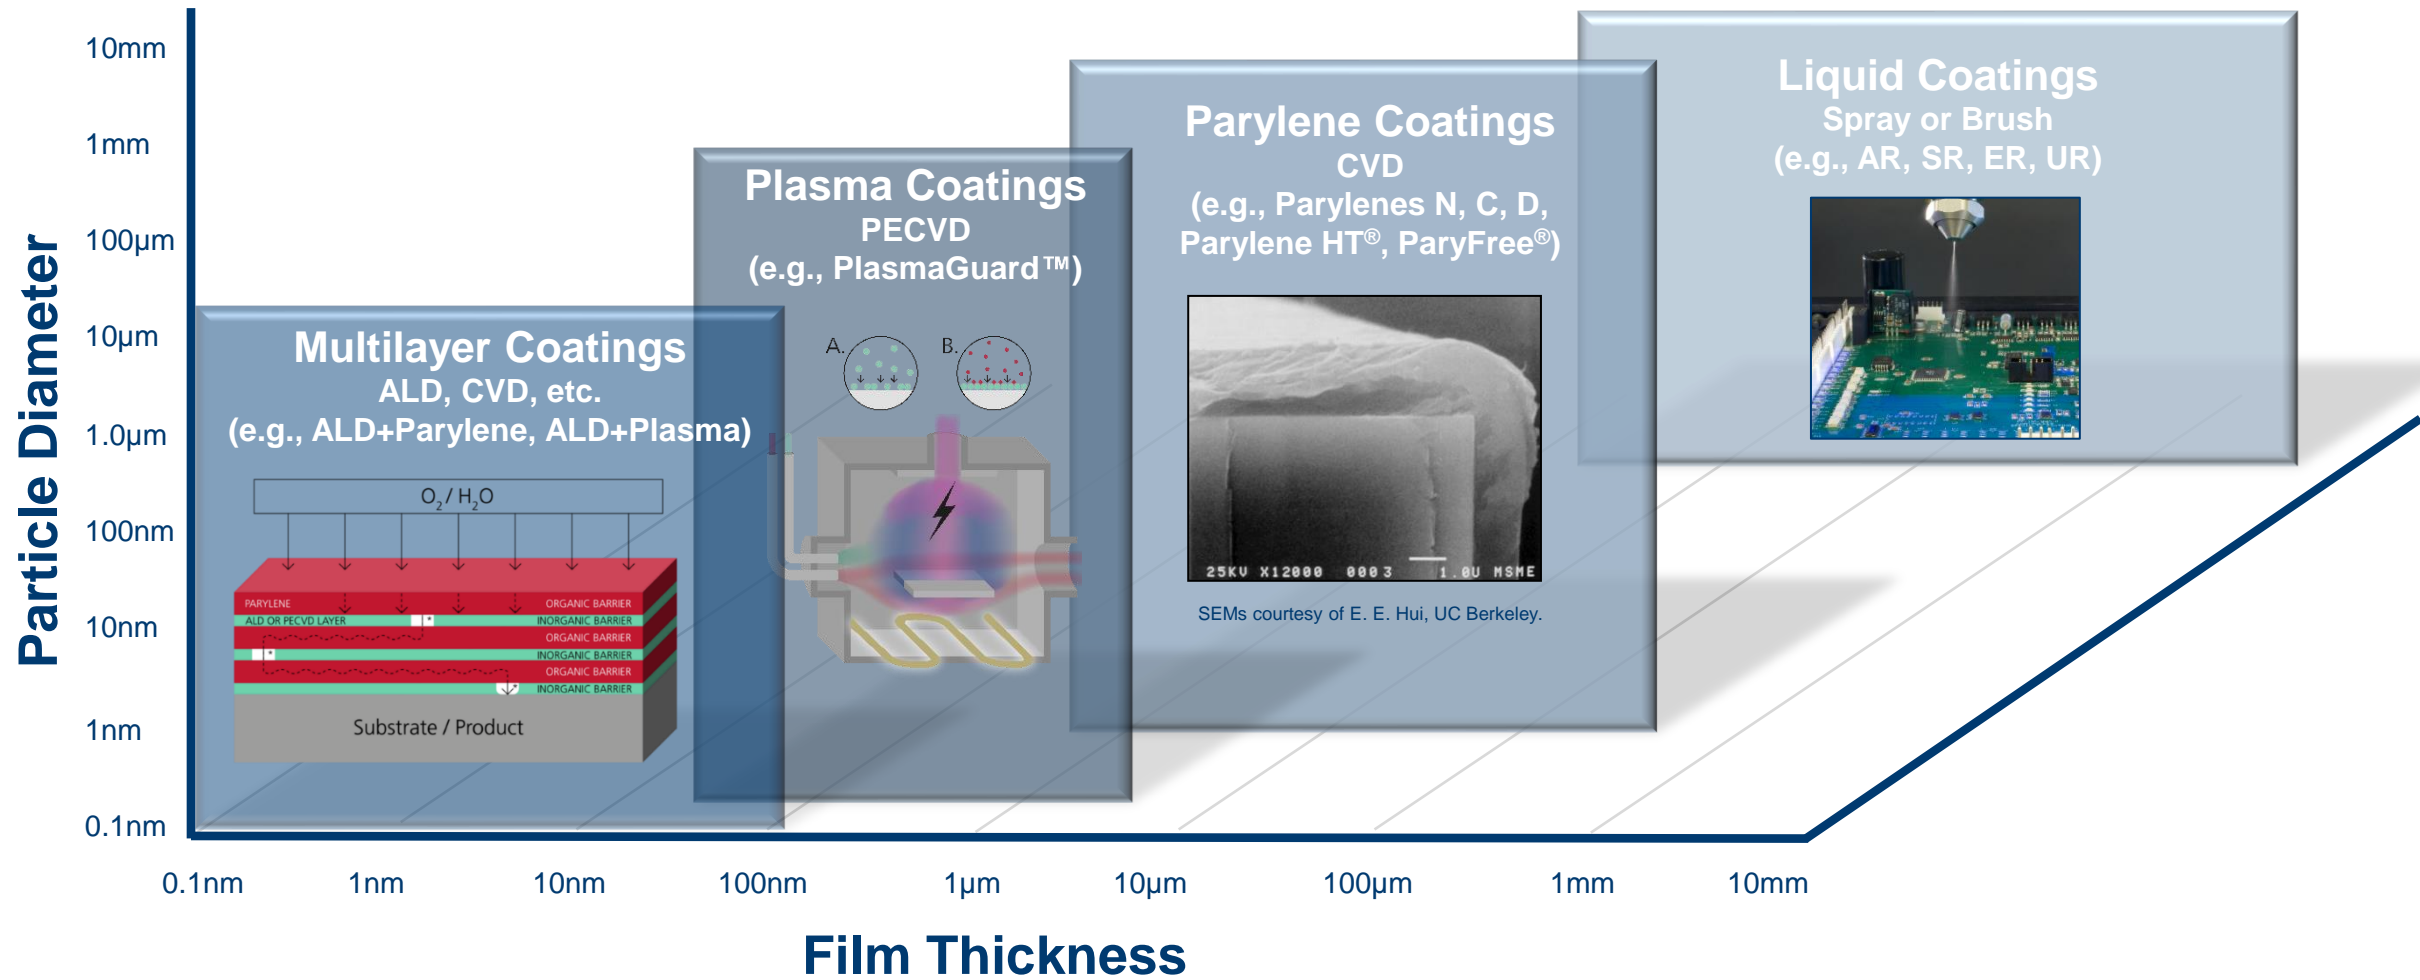 Particle Diameter
10mm
1mm
100µm
10µm
1.0µm
100nm
10nm
1nm
0.1nm
Multilayer Coatings
ALD, CVD, etc.
(e.g., ALD+Parylene, ALD+Plasma)
O2 / H2O
PARYLENE
ORGANIC BARRIER
ALD OR PECVD LAYER
*
INORGANIC BARRIER
ORGANIC BARRIER
*
INORGANIC BARRIER
ORGANIC BARRIER
*
INORGANIC BARRIER
Substrate / Product
Plasma Coatings
PECVD
(e.g., PlasmaGuard™)
A.
B.
Parylene Coatings
CVD
(e.g., Parylenes N, C, D,
Parylene HT®, ParyFree®)
25KV X12000 0003 1.0U MSME
SEMs courtesy of E. E. Hui, UC Berkeley.
Liquid Coatings
Spray or Brush
(e.g., AR, SR, ER, UR)
0.1nm
1nm
10nm
100nm
1µm
10µm
100µm
1mm
10mm
Film Thickness